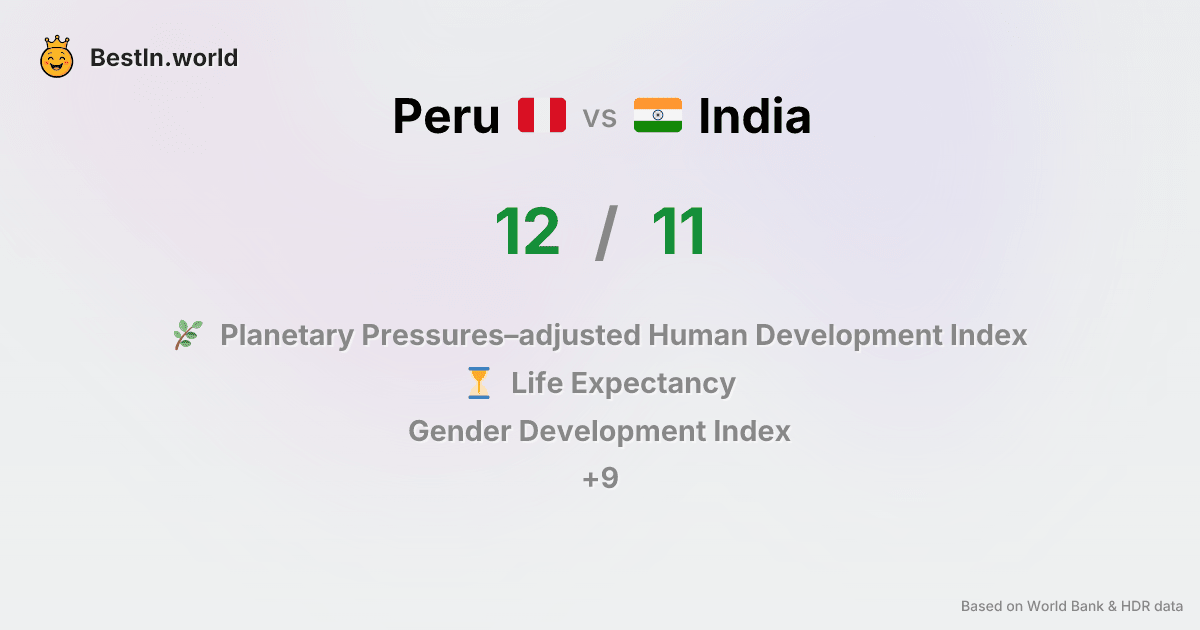 BestIn.world
Peru vs India
12 / 11
Planetary Pressures–adjusted Human Development Index
Life Expectancy
Gender Development Index
+9
Based on World Bank & HDR data